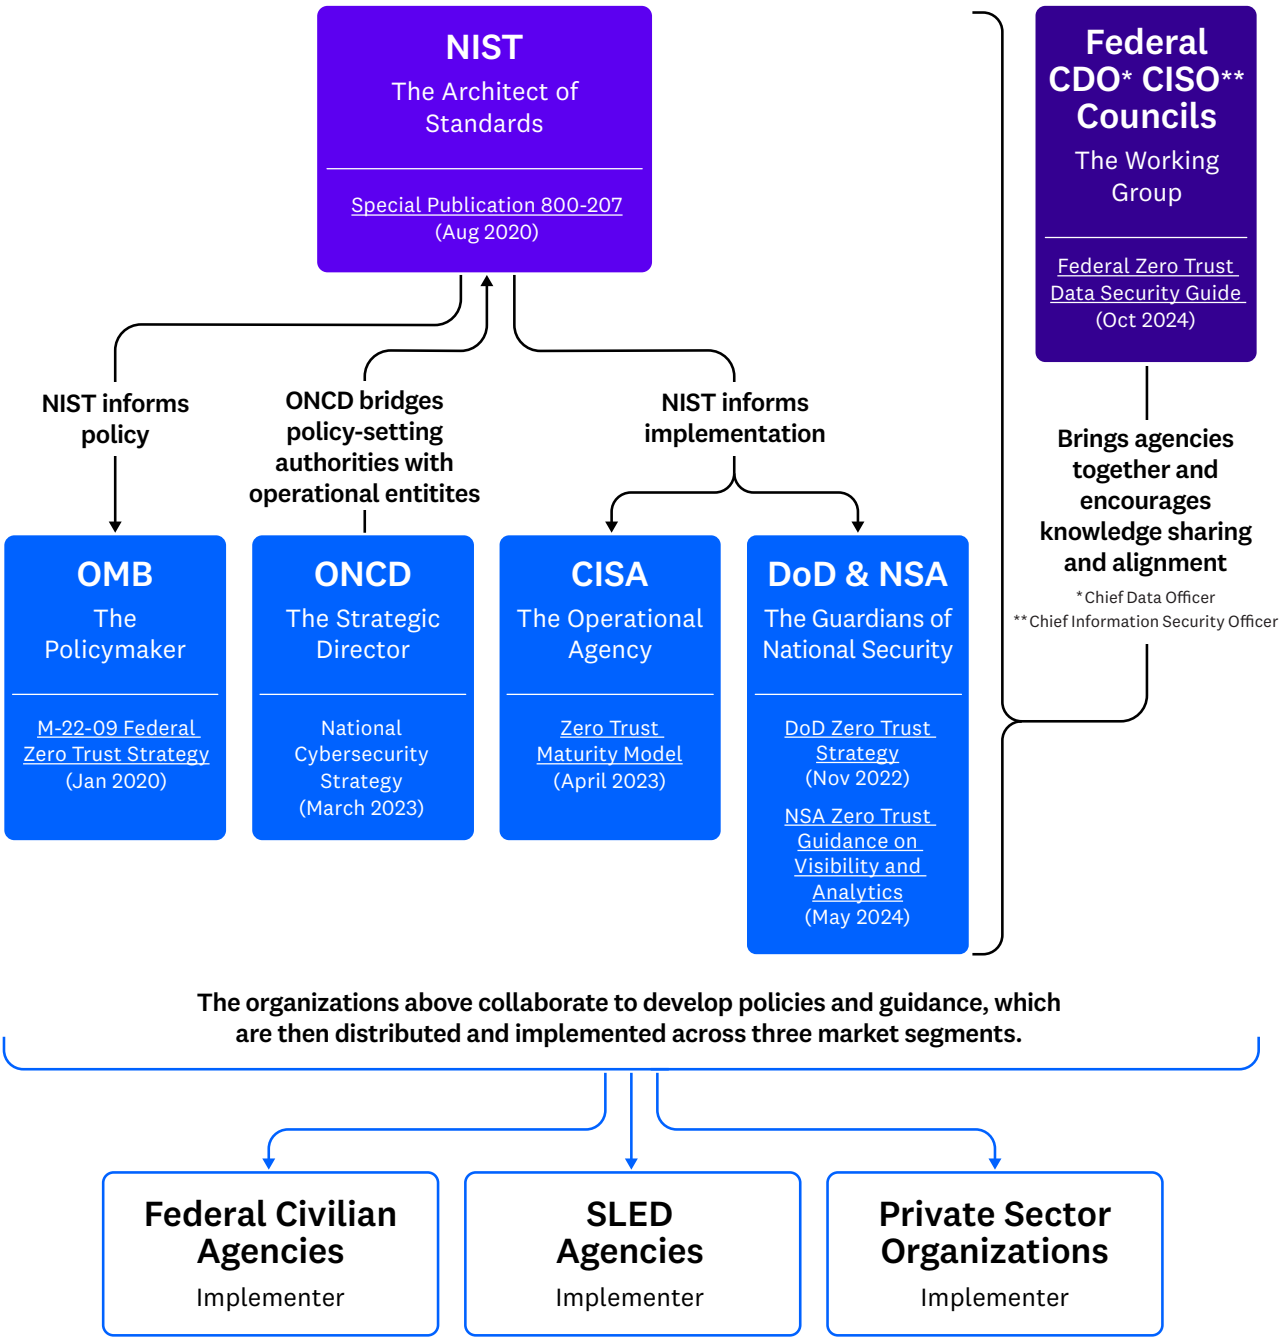 NIST
The Architect of
Standards
Special Publication 800-207
(Aug 2020)
Federal
CDO* CISO**
Councils
The Working
Group
Federal Zero Trust
Data Security Guide
(Oct 2024)
NIST informs
policy
ONCD bridges
policy-setting
authorities with
operational entitites
NIST informs
implementation
Brings agencies
together and
encourages
knowledge sharing
and alignment
*Chief Data Officer
**Chief Information Security Officer
OMB
The
Policymaker
M-22-09 Federal
Zero Trust Strategy
(Jan 2020)
ONCD
The Strategic
Director
National
Cybersecurity
Strategy
(March 2023)
CISA
The Operational
Agency
Zero Trust
Maturity Model
(April 2023)
DoD & NSA
The Guardians of
National Security
DoD Zero Trust
Strategy
(Nov 2022)
NSA Zero Trust
Guidance on
Visibility and
Analytics
(May 2024)
The organizations above collaborate to develop policies and guidance, which
are then distributed and implemented across three market segments.
Federal Civilian
Agencies
Implementer
SLED
Agencies
Implementer
Private Sector
Organizations
Implementer